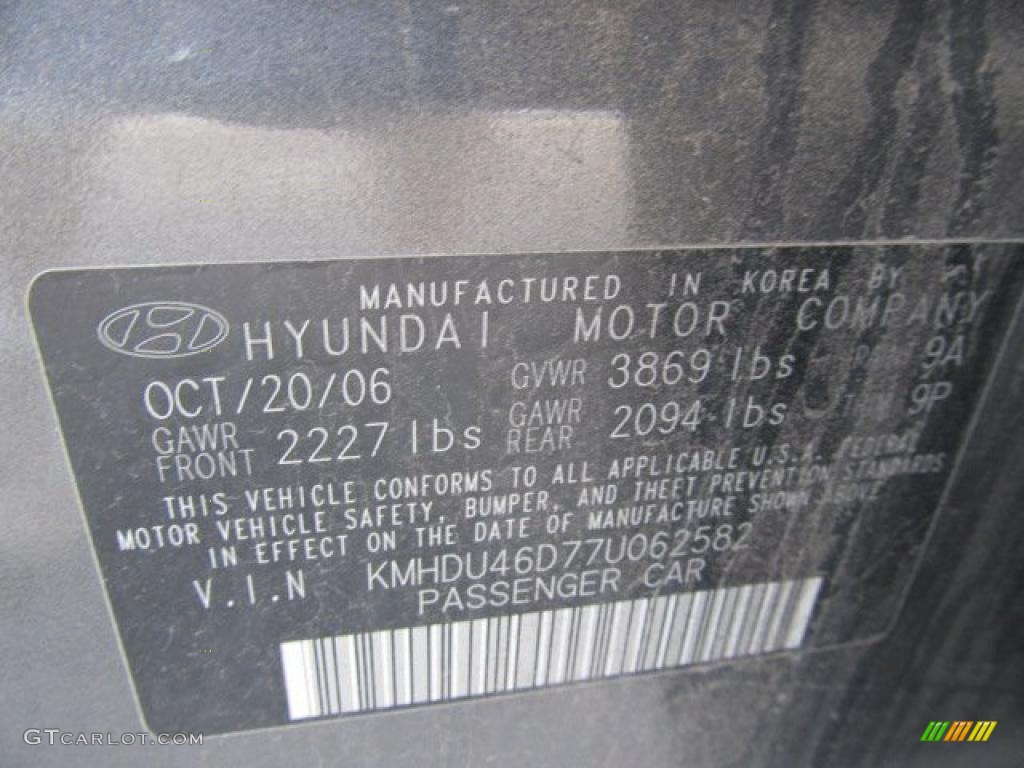 MANUFACTURED IN KOREA BY
HYUNDAI MOTOR COMPANY
OCT/20/06 GVWR 3869 lbs PAINT 9A
GAWR FRONT 2227 lbs GAWR REAR 2094 lbs TRIM 9P
THIS VEHICLE CONFORMS TO ALL APPLICABLE U.S.A. FEDERAL
MOTOR VEHICLE SAFETY, BUMPER, AND THEFT PREVENTION STANDARDS
IN EFFECT ON THE DATE OF MANUFACTURE SHOWN ABOVE
V.I.N KMHDU46D77U062582
PASSENGER CAR
GTCARLOT.COM